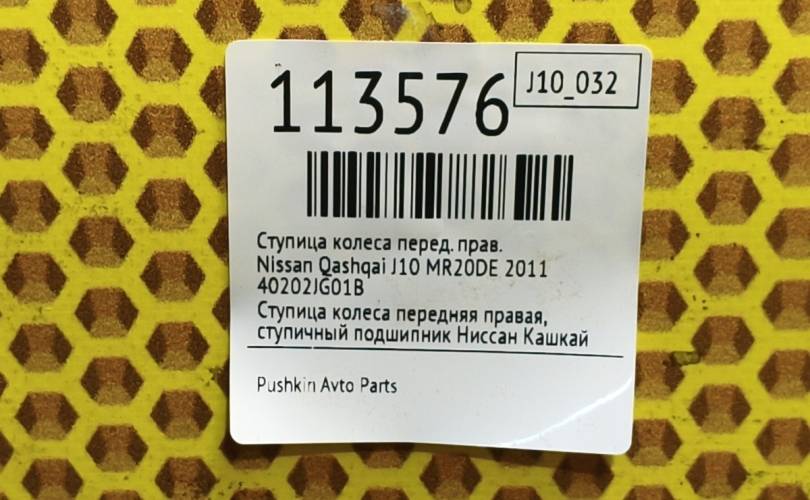 113576
J10_032
Ступица колеса перед. прав.
Nissan Qashqai J10 MR20DE 2011
40202JG01B
Ступица колеса передняя правая,
ступичный подшипник Ниссан Кашкай
Pushkin Avto Parts